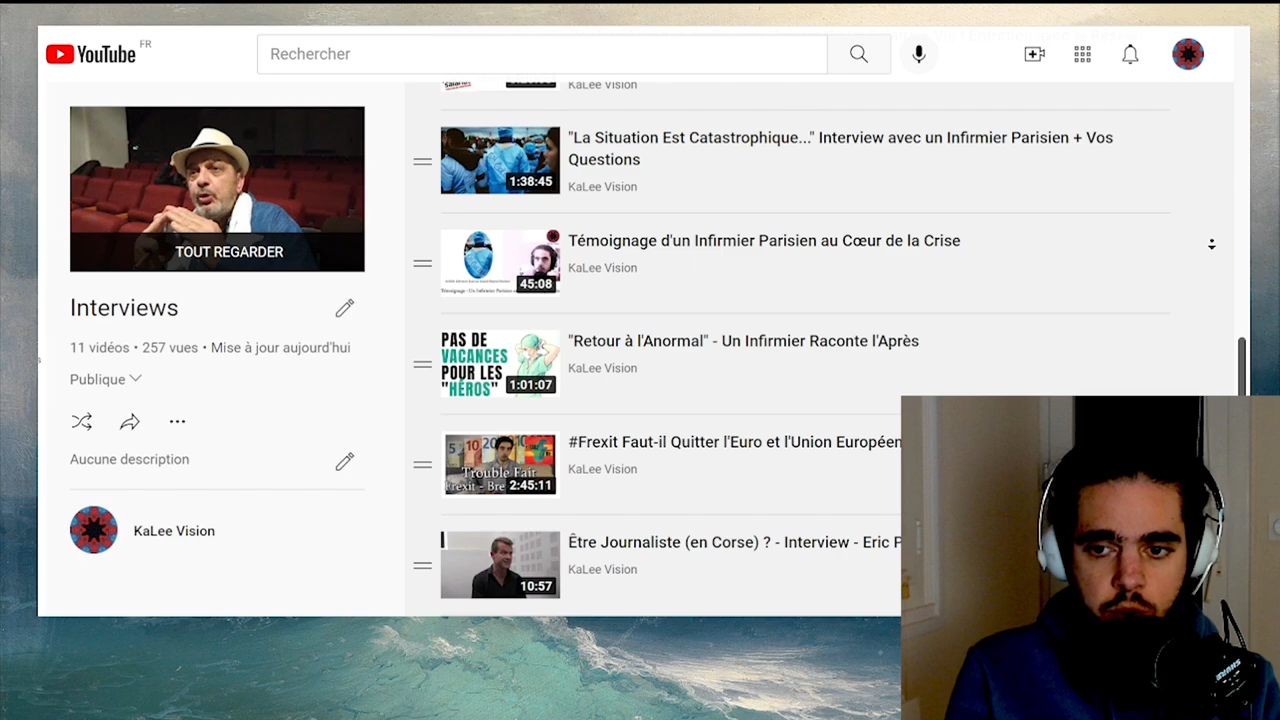 YouTube FR
Rechercher
KaLee Vision
"La Situation Est Catastrophique..." Interview avec un Infirmier Parisien + Vos
Questions
KaLee Vision
1:38:45
Témoignage d'un Infirmier Parisien au Cœur de la Crise
KaLee Vision
45:08
"Retour à l'Anormal" - Un Infirmier Raconte l'Après
KaLee Vision
PAS DE
VACANCES
POUR LES
"HÉROS"
1:01:07
#Frexit Faut-il Quitter l'Euro et l'Union Européen
KaLee Vision
Trouble Fait
Frexit - Bre
2:45:11
Être Journaliste (en Corse) ? - Interview - Eric P
KaLee Vision
10:57
TOUT REGARDER
Interviews
11 vidéos • 257 vues • Mise à jour aujourd'hui
Publique
Aucune description
KaLee Vision
SHURE